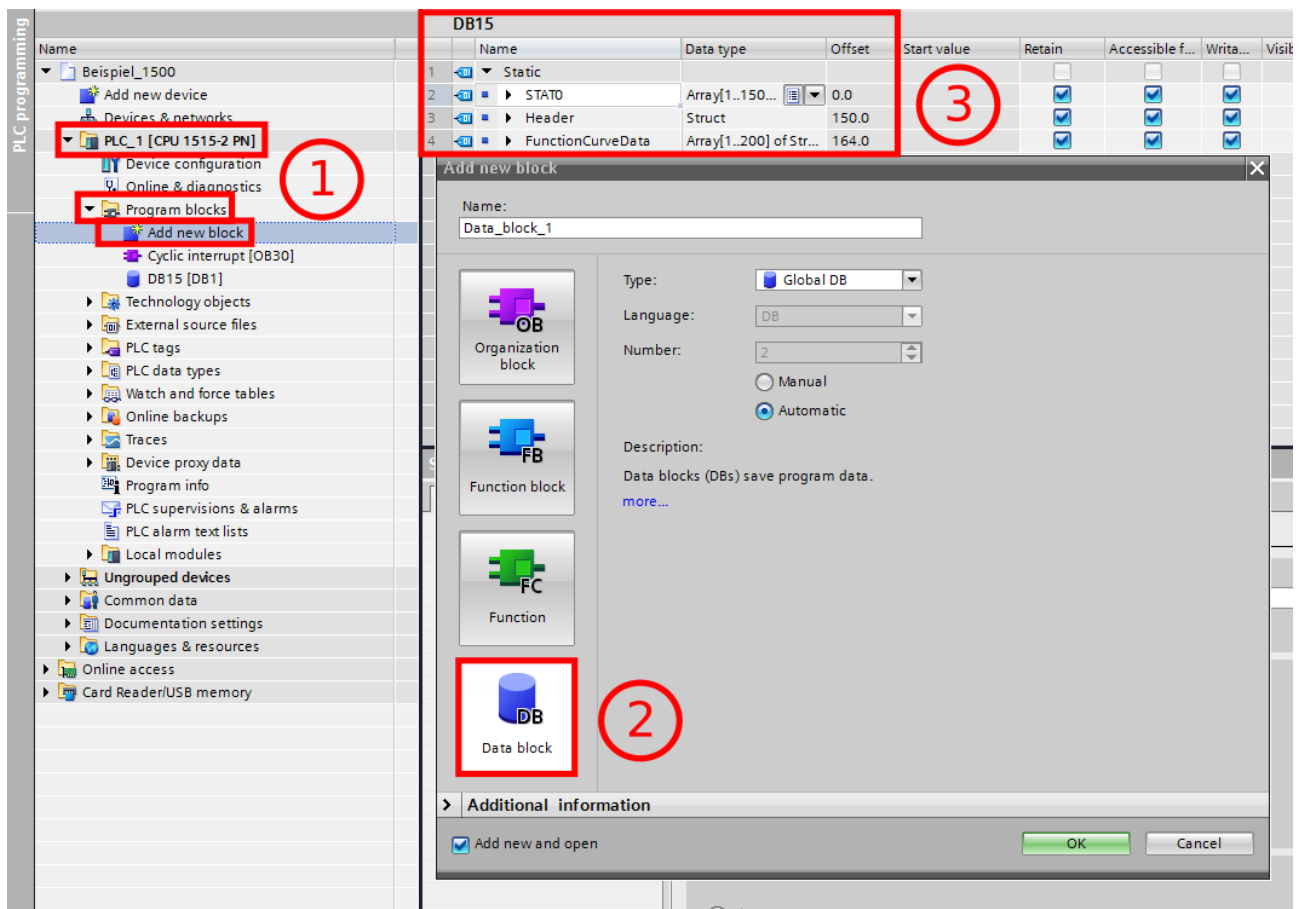 PLC programming
Name
Beispiel_1500
Add new device
Devices & networks
PLC_1 [CPU 1515-2 PN]
Device configuration
Online & diagnostics
Program blocks
Add new block
Cyclic interrupt [OB30]
DB15 [DB1]
Technology objects
External source files
PLC tags
PLC data types
Watch and force tables
Online backups
Traces
Device proxy data
Program info
PLC supervisions & alarms
PLC alarm text lists
Local modules
Ungrouped devices
Common data
Documentation settings
Languages & resources
Online access
Card Reader/USB memory
1
DB15
Name Data type Offset Start value Retain Accessible f... Writa... Visib
1 Static
2 STAT0 Array[1..150... 0.0
3 Header Struct 150.0
4 FunctionCurveData Array[1..200] of Str... 164.0
3
Add new block
Name:
Data_block_1
OB
Organization
block
FB
Function block
FC
Function
DB
Data block
2
Type: Global DB
Language: DB
Number: 2
Manual
Automatic
Description:
Data blocks (DBs) save program data.
more...
Additional information
Add new and open
OK Cancel